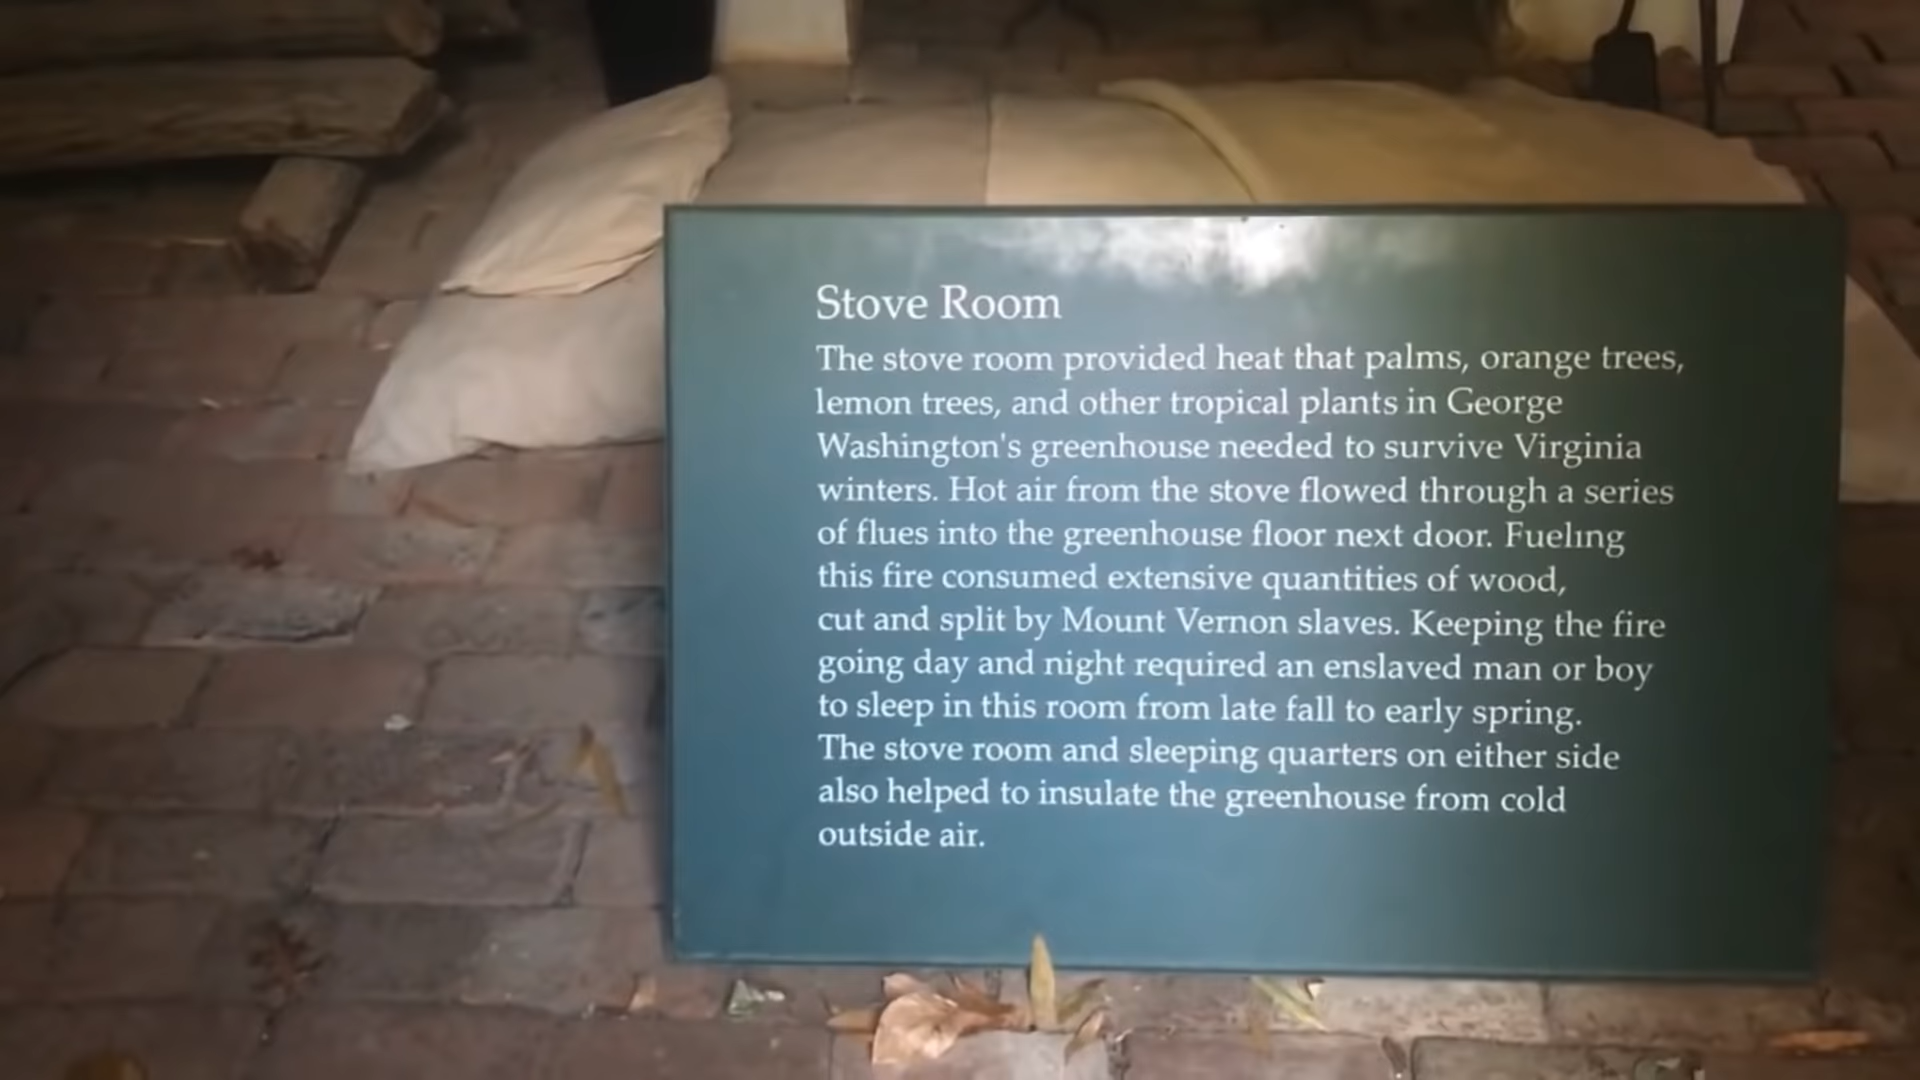 Stove Room
The stove room provided heat that palms, orange trees,
lemon trees, and other tropical plants in George
Washington's greenhouse needed to survive Virginia
winters. Hot air from the stove flowed through a series
of flues into the greenhouse floor next door. Fueling
this fire consumed extensive quantities of wood,
cut and split by Mount Vernon slaves. Keeping the fire
going day and night required an enslaved man or boy
to sleep in this room from late fall to early spring.
The stove room and sleeping quarters on either side
also helped to insulate the greenhouse from cold
outside air.